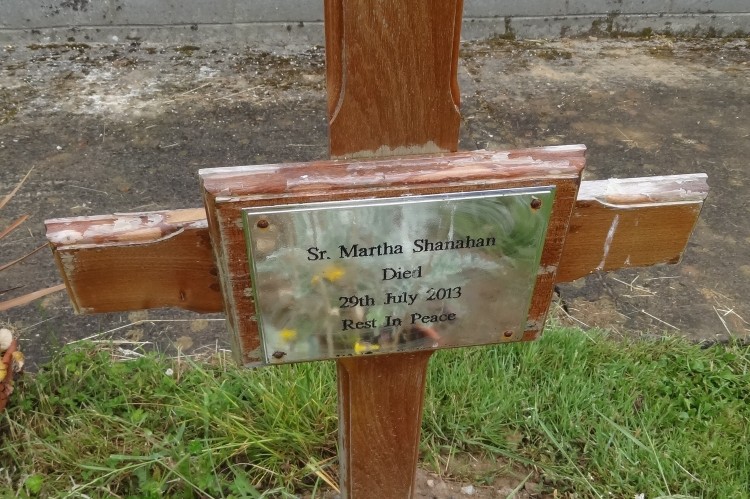 Sr. Martha Shanahan
Died
29th July 2013
Rest In Peace